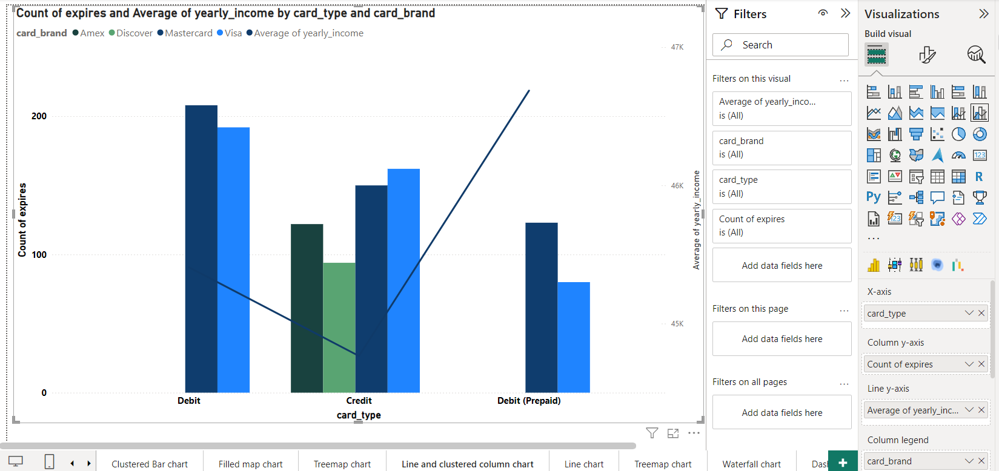 Count of expires and Average of yearly_income by card_type and card_brand
card_brand Amex Discover Mastercard Visa Average of yearly_income
47K
200
46K
100
45K
0
Count of expires
Average of yearly_income
Debit Credit Debit (Prepaid)
card_type
Filters
Search
Filters on this visual ...
Average of yearly_inco...
is (All)
card_brand
is (All)
card_type
is (All)
Count of expires
is (All)
Add data fields here
Filters on this page ...
Add data fields here
Filters on all pages ...
Add data fields here
Visualizations
Build visual
123
R
Py
123
...
X-axis
card_type
Column y-axis
Count of expires
Line y-axis
Average of yearly_inc...
Column legend
card_brand
Clustered Bar chart Filled map chart Treemap chart Line and clustered column chart Line chart Treemap chart Waterfall chart Das